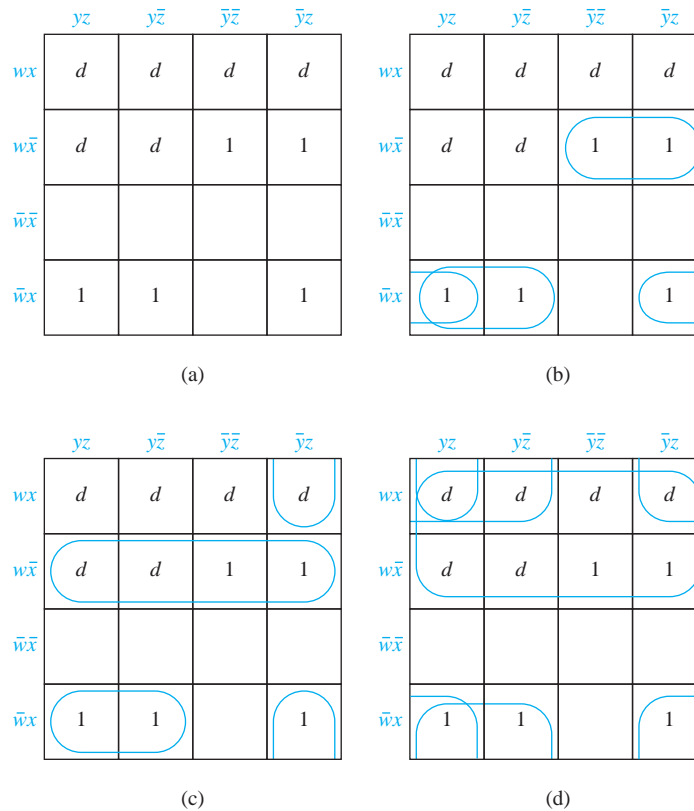 yz yz̄ ȳz̄ ȳz yz yz̄ ȳz̄ ȳz
wx d d d d wx d d d d
wx̄ d d 1 1 wx̄ d d 1 1
w̄x̄ w̄x̄
w̄x 1 1 1 w̄x 1 1 1
(a) (b)
yz yz̄ ȳz̄ ȳz yz yz̄ ȳz̄ ȳz
wx d d d d wx d d d d
wx̄ d d 1 1 wx̄ d d 1 1
w̄x̄ w̄x̄
w̄x 1 1 1 w̄x 1 1 1
(c) (d)